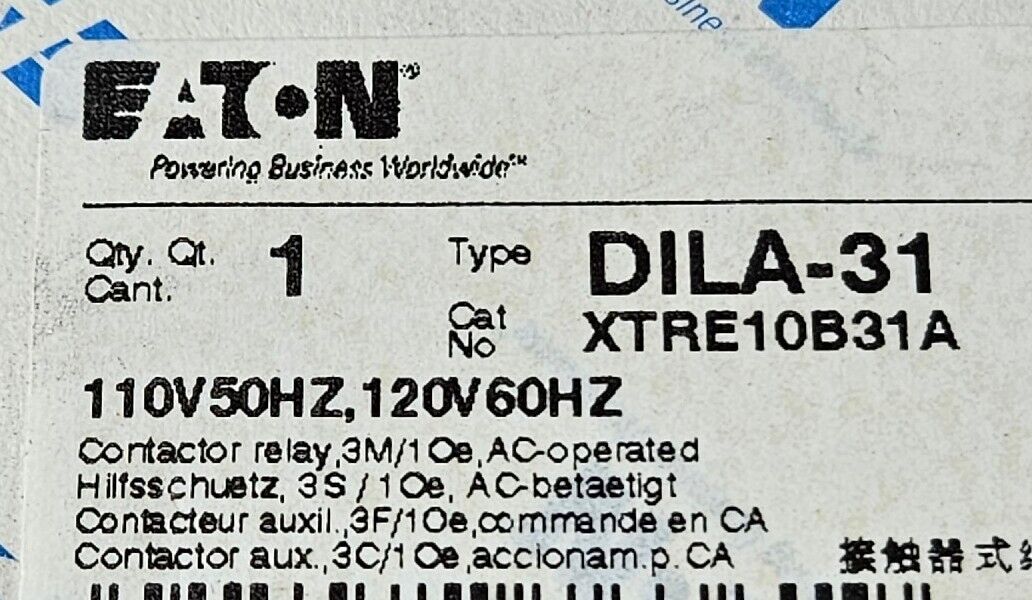 EATON
Powering Business Worldwide™
Qty. Qt. 1 Type DILA-31
Cant.
Cat XTRE10B31A
No
110V50HZ,120V60HZ
Contactor relay,3M/1Oe,AC-operated
Hilfsschuetz, 3S / 1Oe, AC-betaetigt
Contacteur auxil.,3F/1Oe,commande en CA
Contactor aux.,3C/1Oe,accionam.p. CA
接触器式